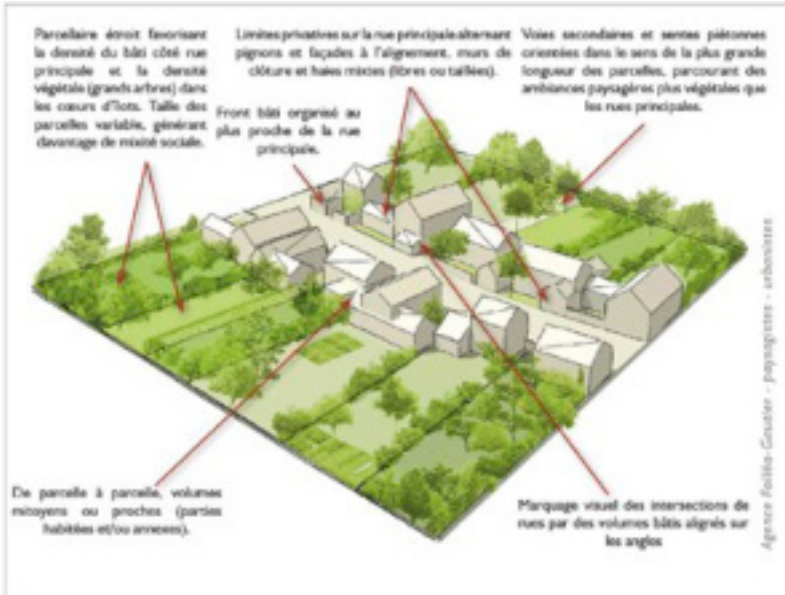 Parcellaire étroit favorisant
la densité du bâti côté rue
principale et la densité
végétale (grands arbres) dans
les cœurs d'îlots. Taille des
parcelles variable, générant
davantage de mixité sociale.
Front bâti organisé au
plus proche de la rue
principale.
Limites privatives sur la rue principale alternant
pignons et façades à l'alignement, murs de
clôture et haies mixtes (libres ou taillées).
Voies secondaires et sentes piétonnes
orientées dans le sens de la plus grande
longueur des parcelles, parcourant des
ambiances paysagères plus végétales que
les rues principales.
De parcelle à parcelle, volumes
mitoyens ou proches (parties
habitées et/ou annexes).
Marquage visuel des intersections de
rues par des volumes bâtis alignés sur
les angles
Agence Folléa-Gautier - paysagistes - urbanistes